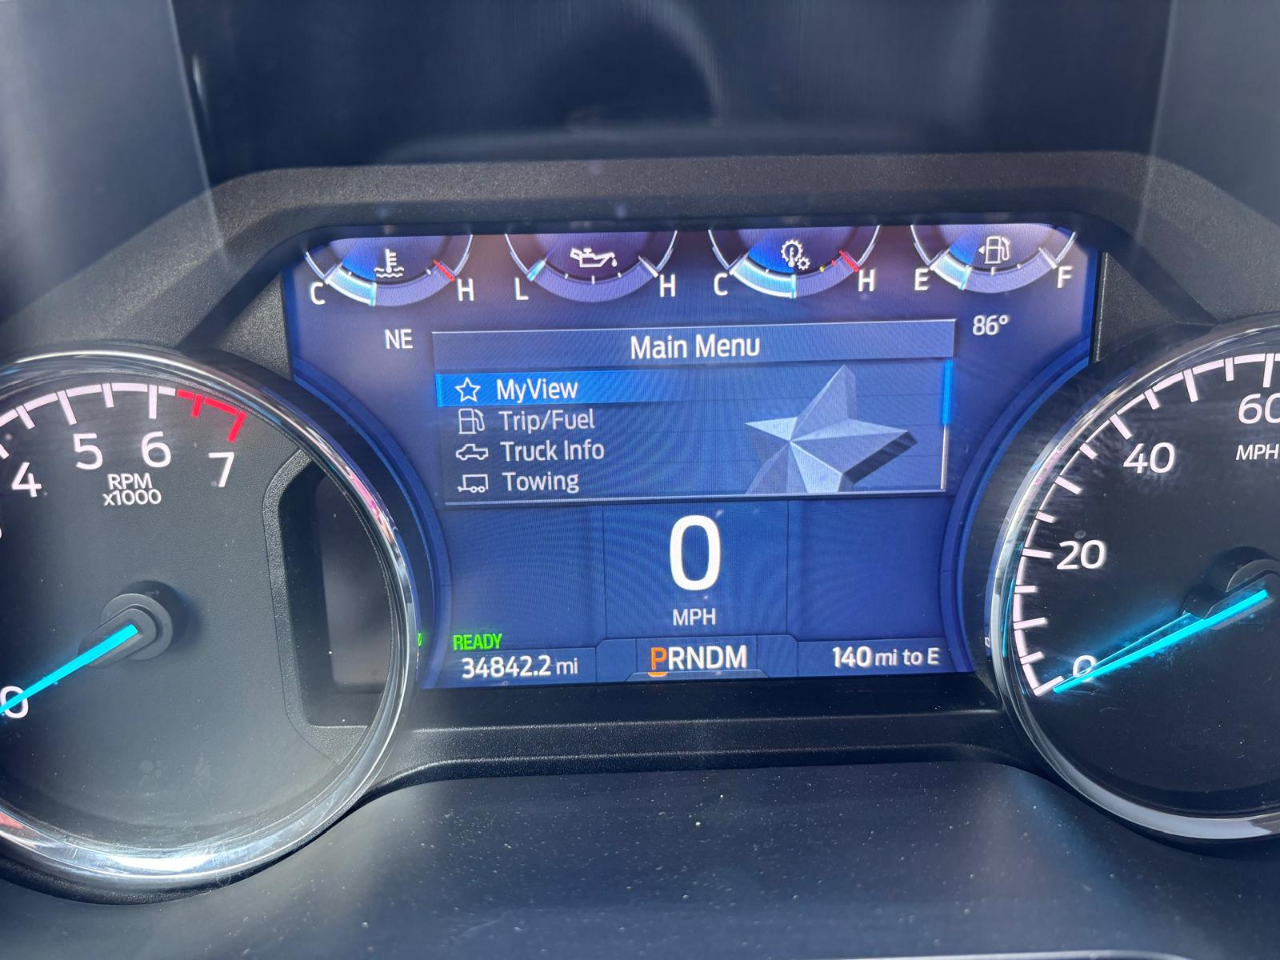 C H L H C H E F
NE
86°
Main Menu
MyView
Trip/Fuel
Truck Info
Towing
0
MPH
READY
34842.2 mi
PRNDM
140 mi to E
0 4 5 6 7
RPM
x1000
0 20 40 60
MPH